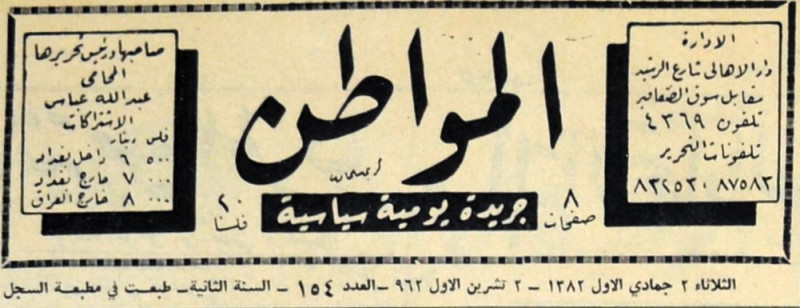 الادارة
دار الاهالي شارع الرشيد
مقابل سوق الصفافير
تلفون ٤٣٦٩
تلفونات التحرير
٨٧٥٨٣ ٨٣٢٥٣
المواطن
٨ صفحات
جريدة يومية سياسية
٢٠ فلسا
صاحبها ورئيس تحريرها
المحامي
عبدالله عباس
الاشتراكات
فلس دينار
٥٠٠ ٦ داخل بغداد
٠٠٠ ٧ خارج بغداد
٠٠٠ ٨ خارج العراق
الثلاثاء ٢ جمادي الاول ١٣٨٢ – ٢ تشرين الاول ٩٦٢ – العدد ١٥٤ – السنة الثانية – طبعت في مطبعة السجل